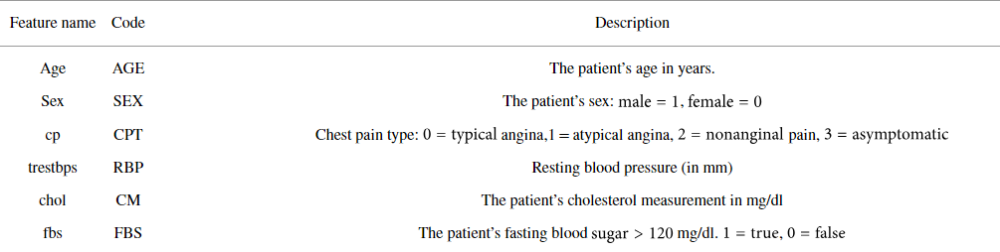 Feature name Code Description
Age AGE The patient's age in years.
Sex SEX The patient's sex: male = 1, female = 0
cp CPT Chest pain type: 0 = typical angina,1 = atypical angina, 2 = nonanginal pain, 3 = asymptomatic
trestbps RBP Resting blood pressure (in mm)
chol CM The patient's cholesterol measurement in mg/dl
fbs FBS The patient's fasting blood sugar > 120 mg/dl. 1 = true, 0 = false